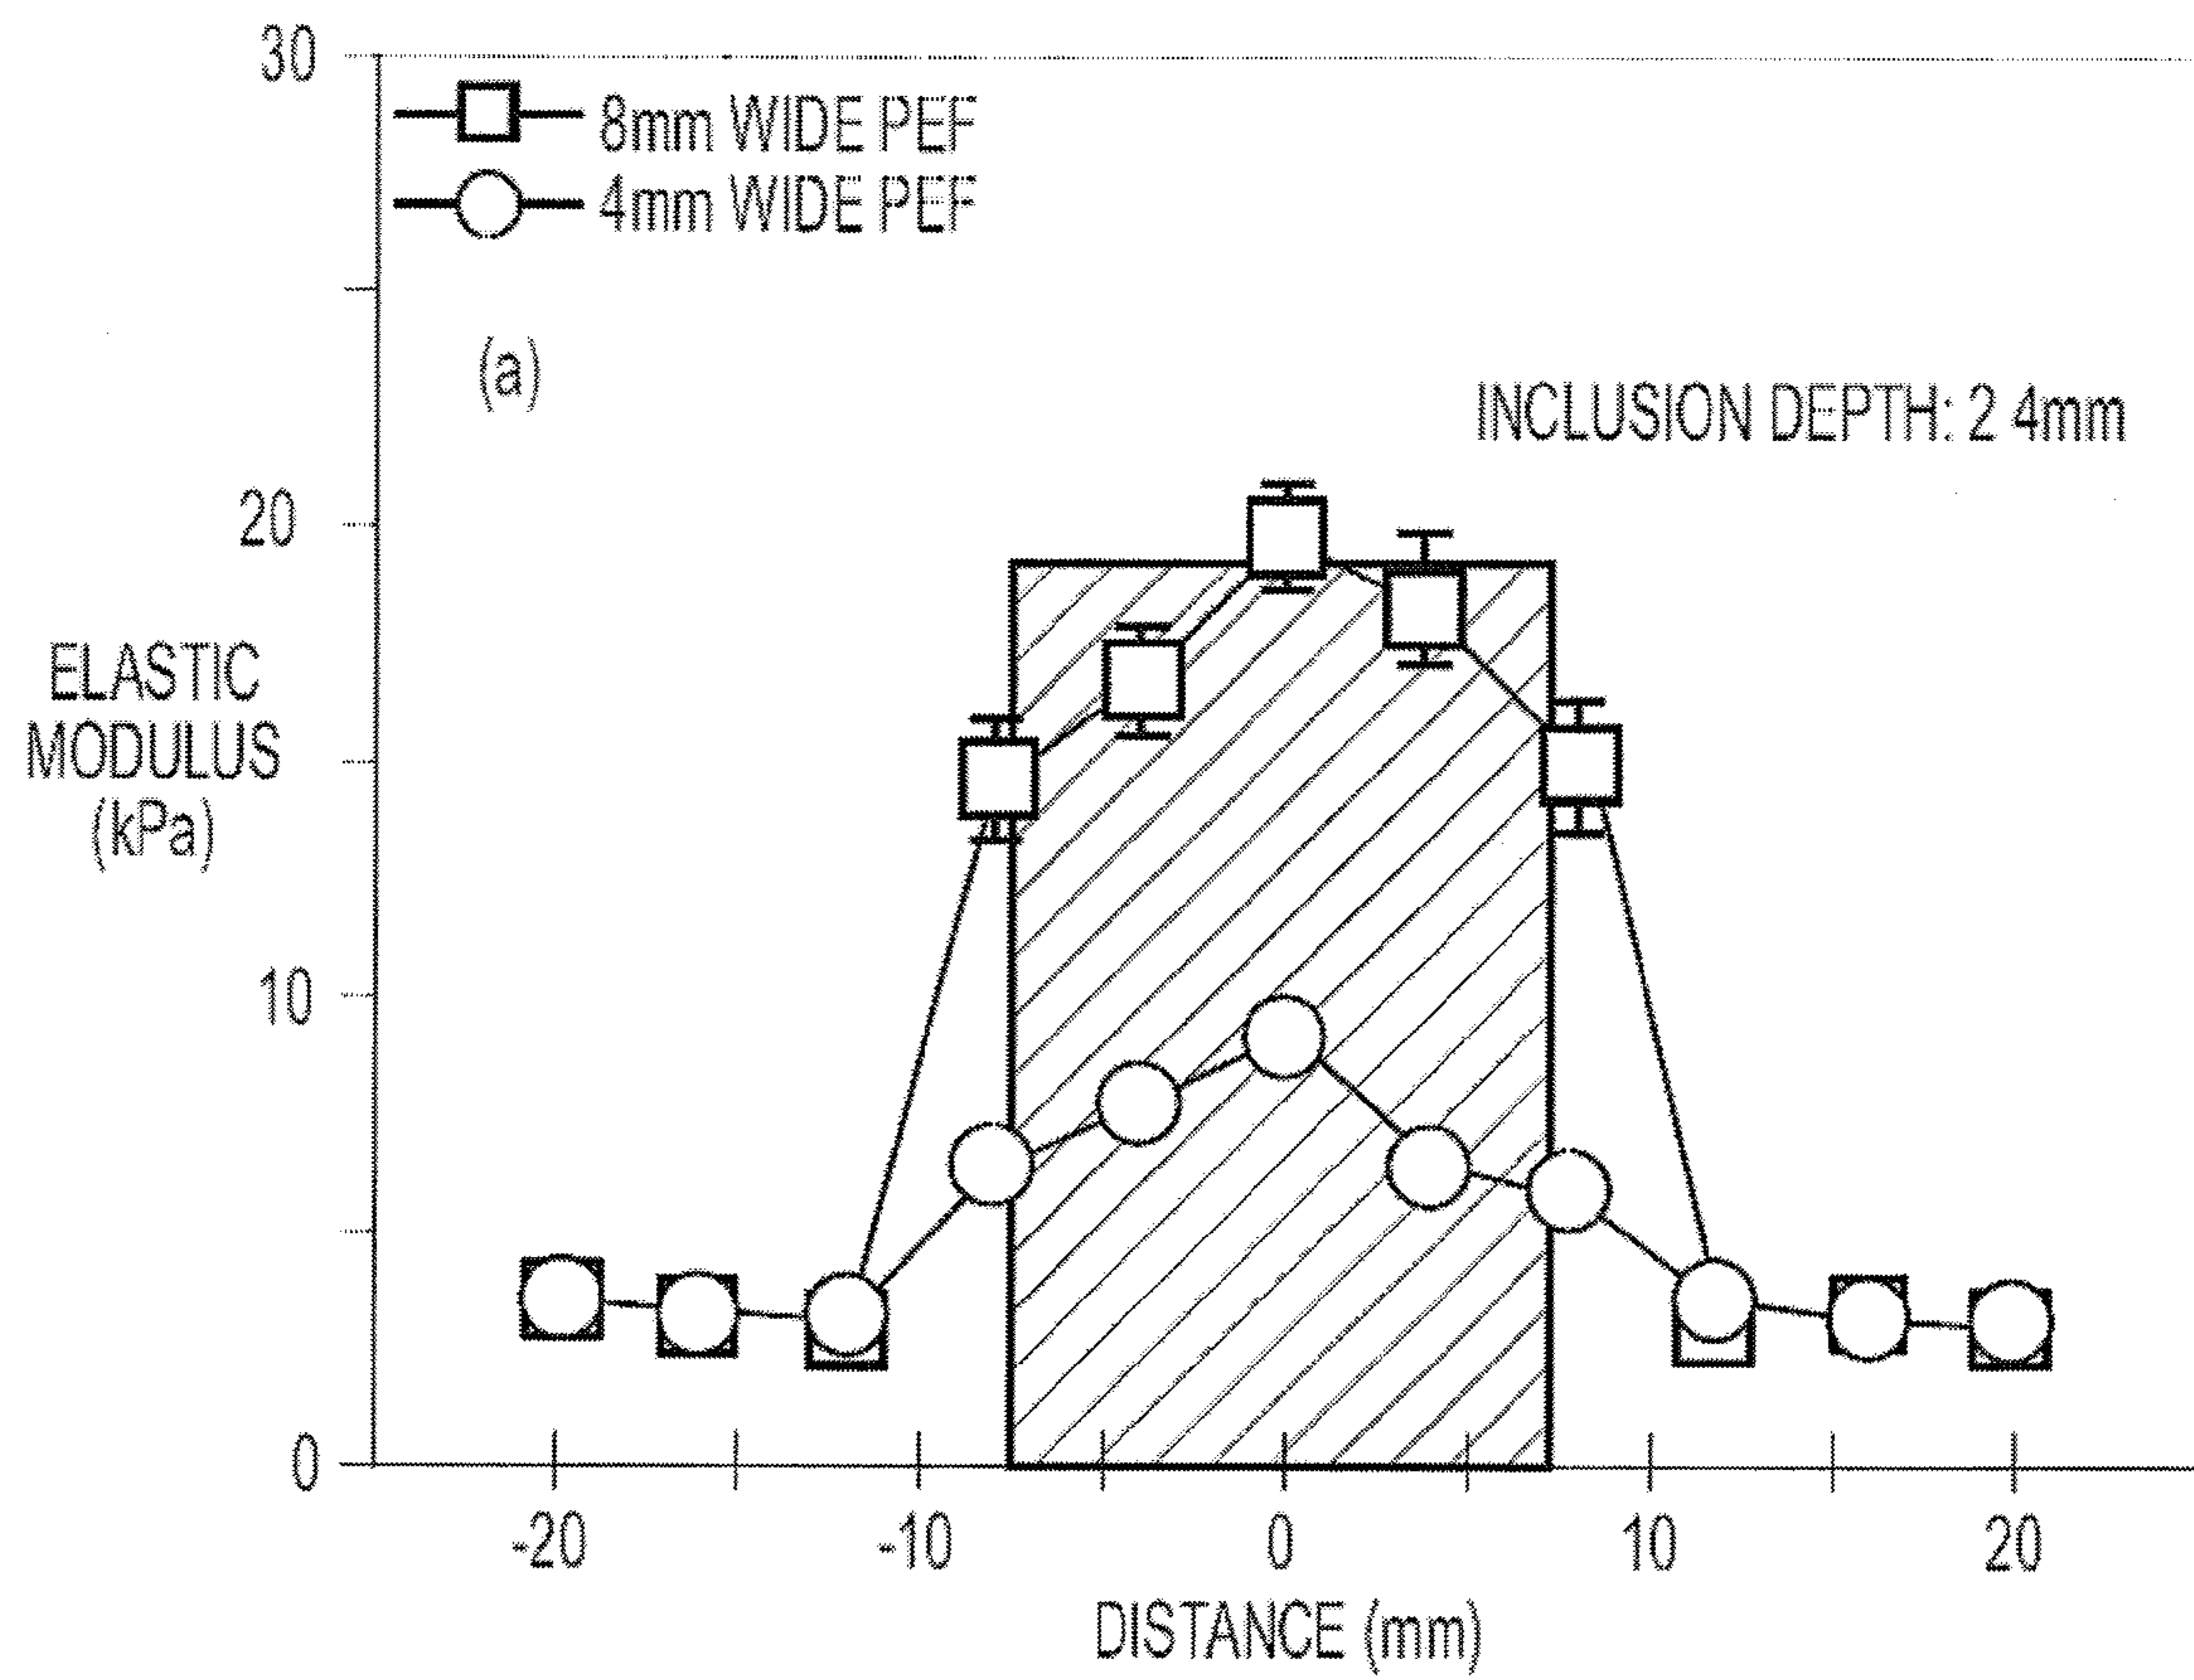 30
8mm WIDE PEF
4mm WIDE PEF
(a)
INCLUSION DEPTH: 2 4mm
20
ELASTIC
MODULUS
(kPa)
10
0
-20 -10 0 10 20
DISTANCE (mm)